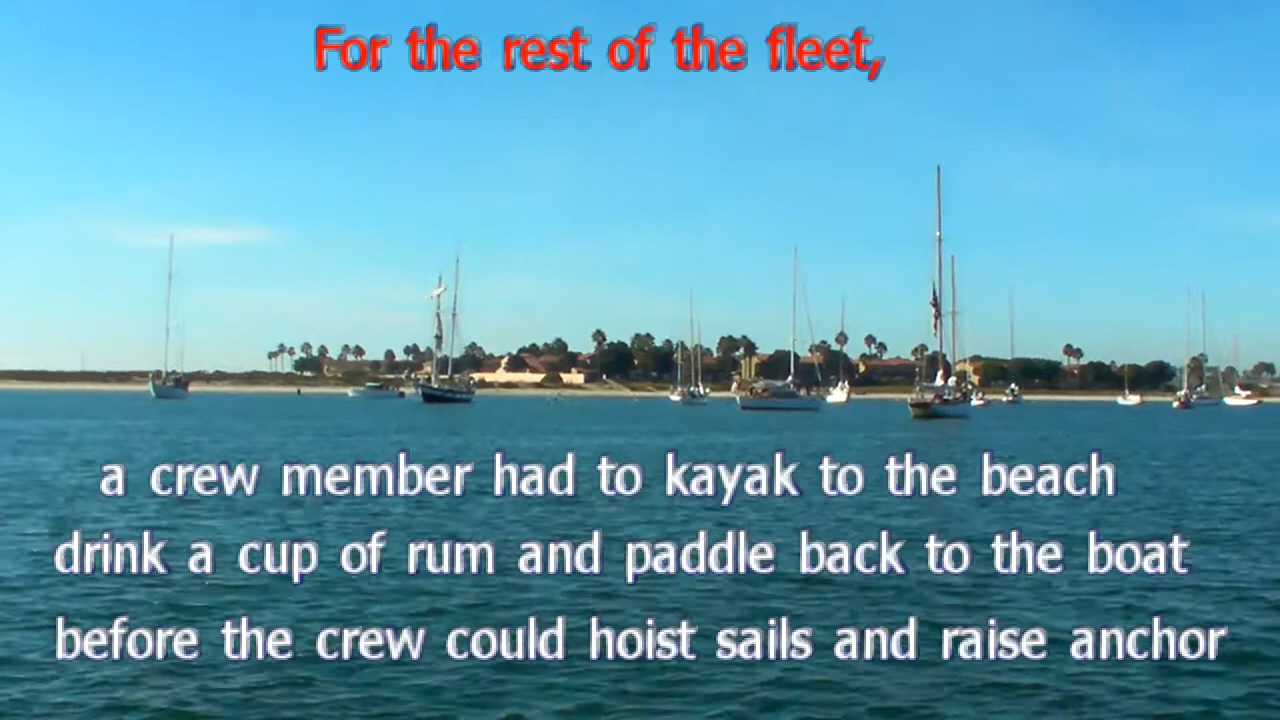 For the rest of the fleet,
a crew member had to kayak to the beach
drink a cup of rum and paddle back to the boat
before the crew could hoist sails and raise anchor